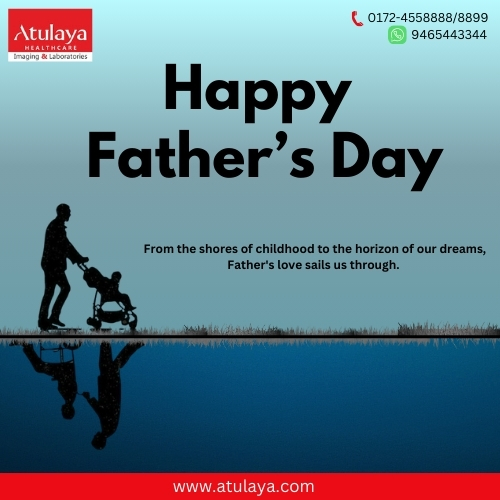 Atulaya
HEALTHCARE
Imaging & Laboratories
0172-4558888/8899
9465443344
Happy
Father's Day
From the shores of childhood to the horizon of our dreams,
Father's love sails us through.
www.atulaya.com